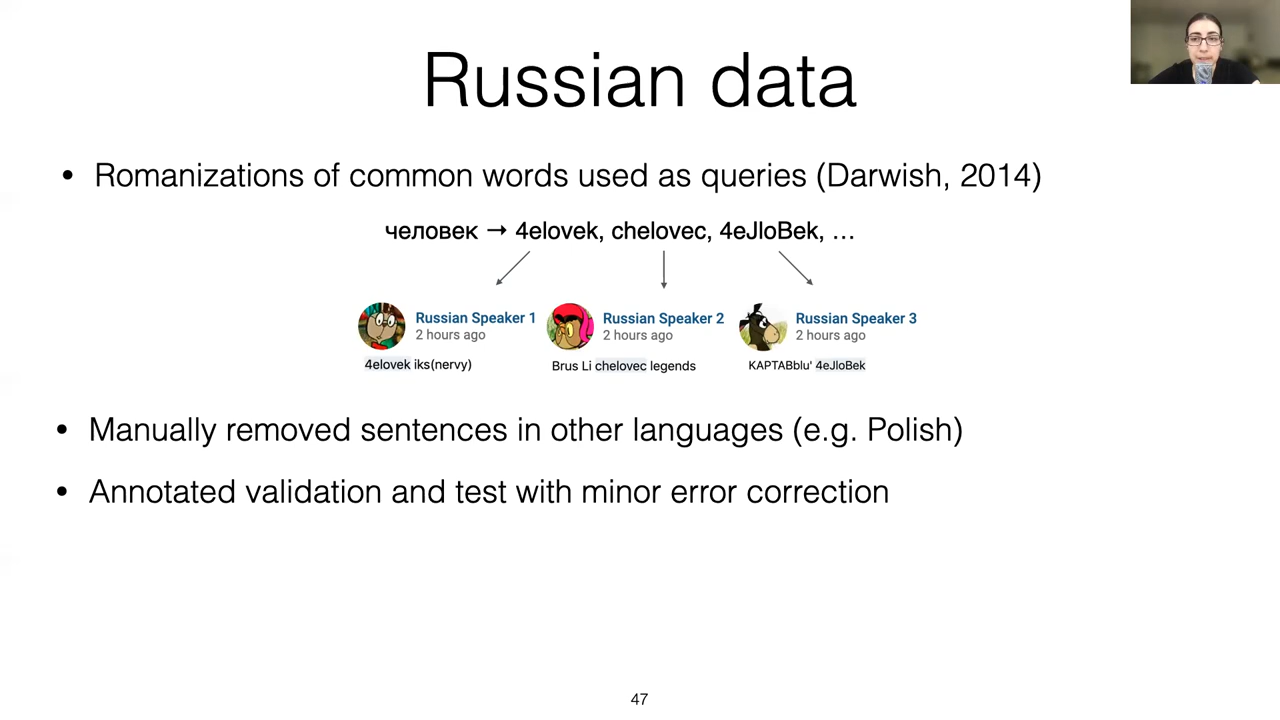 Russian data
• Romanizations of common words used as queries (Darwish, 2014)
человек → 4elovek, chelovec, 4eJloBek, …
Russian Speaker 1
2 hours ago
4elovek iks(nervy)
Russian Speaker 2
2 hours ago
Brus Li chelovec legends
Russian Speaker 3
2 hours ago
KAPTABblu' 4eJloBek
• Manually removed sentences in other languages (e.g. Polish)
• Annotated validation and test with minor error correction
47